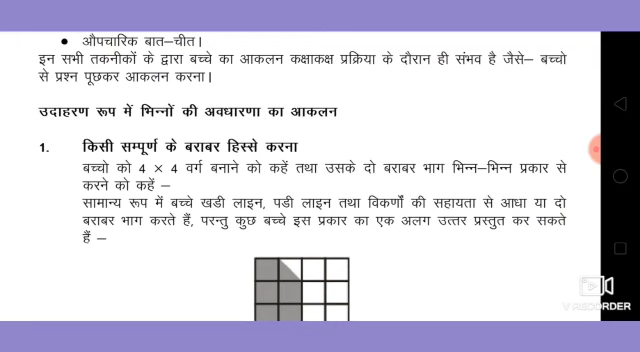 • औपचारिक बात–चीत।
इन सभी तकनीकों के द्वारा बच्चे का आकलन कक्षाकक्ष प्रक्रिया के दौरान ही संभव है जैसे– बच्चो
से प्रश्न पूछकर आकलन करना।
उदाहरण रूप में भिन्नों की अवधारणा का आकलन
1. किसी सम्पूर्ण के बराबर हिस्से करना
बच्चो को 4 × 4 वर्ग बनाने को कहें तथा उसके दो बराबर भाग भिन्न–भिन्न प्रकार से
करने को कहें –
सामान्य रूप में बच्चे खडी लाइन, पडी लाइन तथा विकर्णों की सहायता से आधा या दो
बराबर भाग करते हैं, परन्तु कुछ बच्चे इस प्रकार का एक अलग उत्तर प्रस्तुत कर सकते
हैं –
V RECORDER